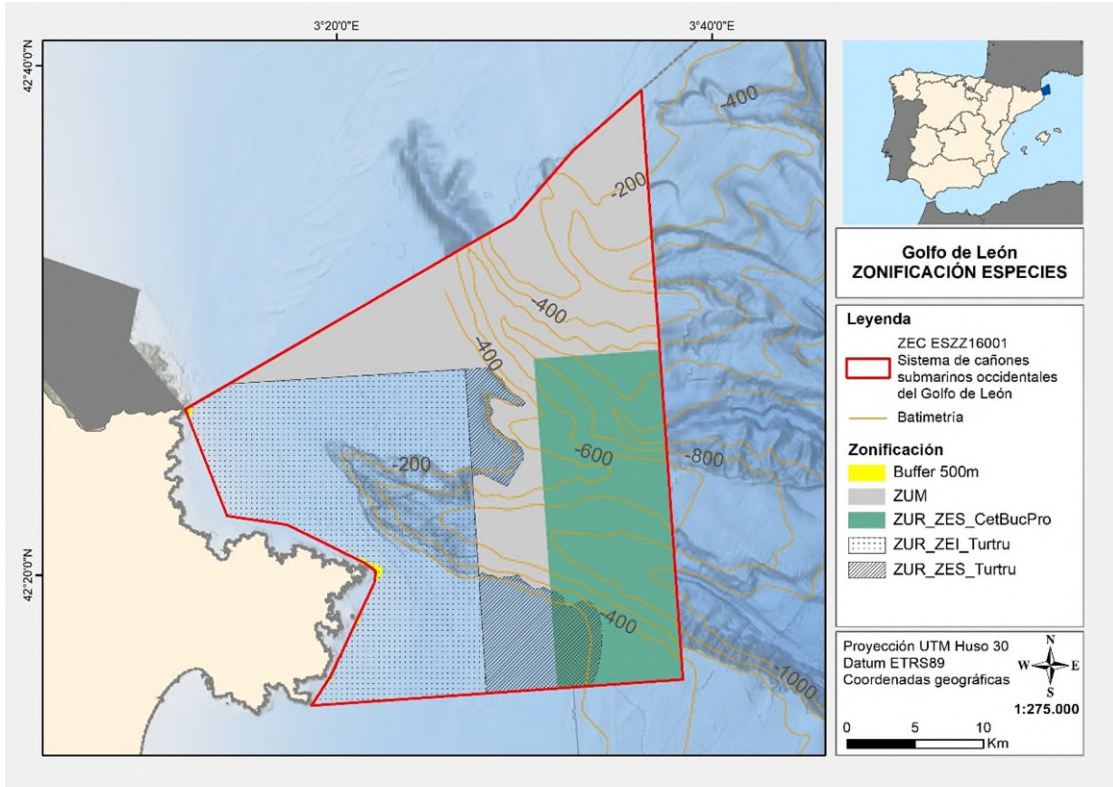 3°20'0"E
3°40'0"E
42°40'0"N
42°20'0"N
-400
-200
-400
-400
-200
-600
-800
-400
-1000
Golfo de León
ZONIFICACIÓN ESPECIES
Leyenda
ZEC ESZZ16001
Sistema de cañones
submarinos occidentales
del Golfo de León
Batimetría
Zonificación
Buffer 500m
ZUM
ZUR_ZES_CetBucPro
ZUR_ZEI_Turtru
ZUR_ZES_Turtru
Proyección UTM Huso 30
Datum ETRS89
Coordenadas geográficas
N
W
E
S
1:275.000
0 5 10
Km